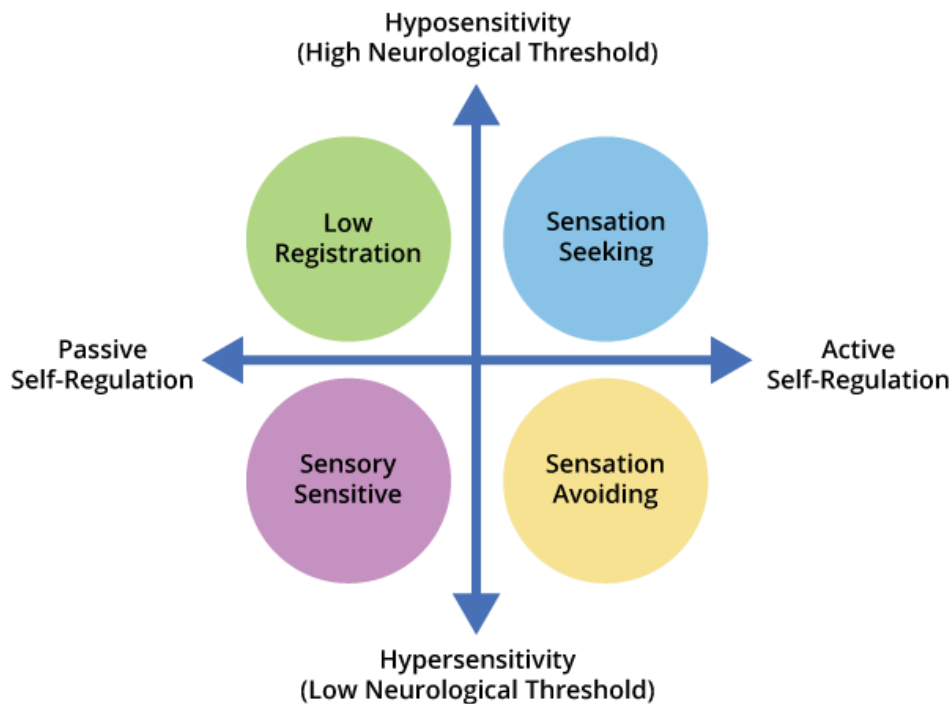 Hyposensitivity
(High Neurological Threshold)
Low
Registration
Sensation
Seeking
Passive
Self-Regulation
Active
Self-Regulation
Sensory
Sensitive
Sensation
Avoiding
Hypersensitivity
(Low Neurological Threshold)